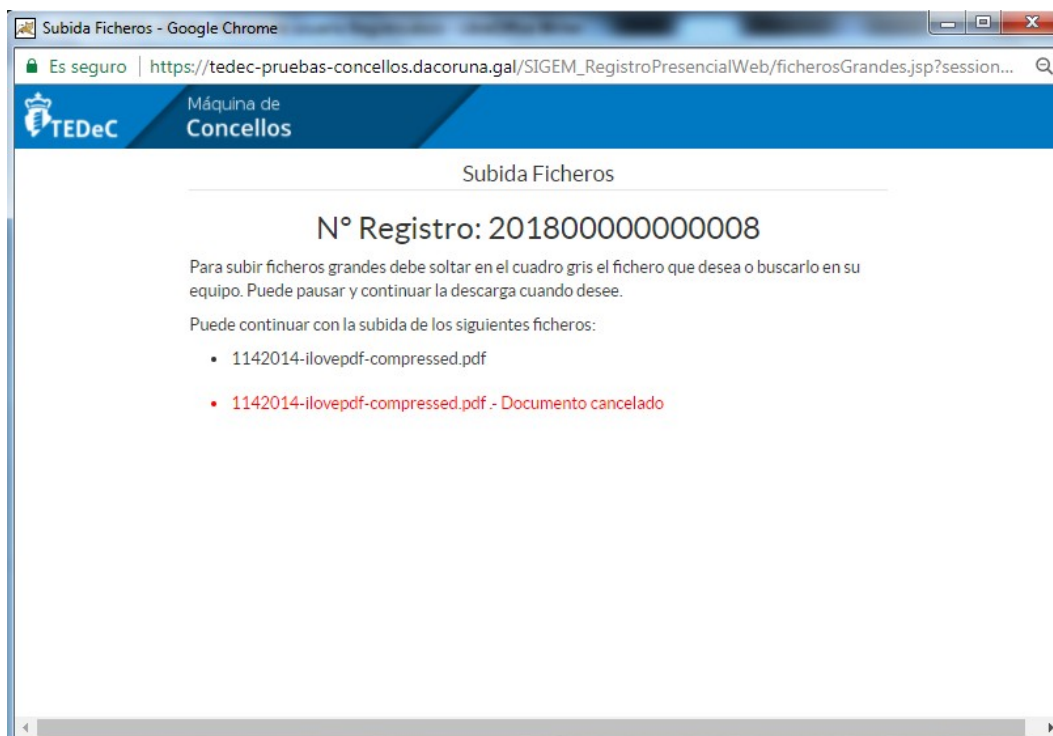 Subida Ficheros - Google Chrome
Es seguro | https://tedec-pruebas-concellos.dacoruna.gal/SIGEM_RegistroPresencialWeb/ficherosGrandes.jsp?session...
TEDeC
Máquina de
Concellos
Subida Ficheros
Nº Registro: 201800000000008
Para subir ficheros grandes debe soltar en el cuadro gris el fichero que desea o buscarlo en su
equipo. Puede pausar y continuar la descarga cuando desee.
Puede continuar con la subida de los siguientes ficheros:
• 1142014-ilovepdf-compressed.pdf
• 1142014-ilovepdf-compressed.pdf .- Documento cancelado